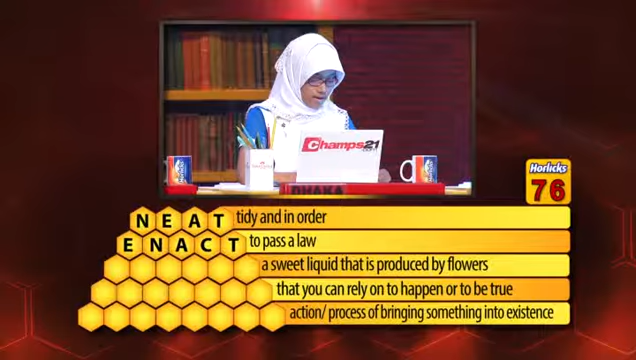 Champs21
.com
DHAKA
Horlicks
76
NEAT tidy and in order
ENACT to pass a law
a sweet liquid that is produced by flowers
that you can rely on to happen or to be true
action/ process of bringing something into existence